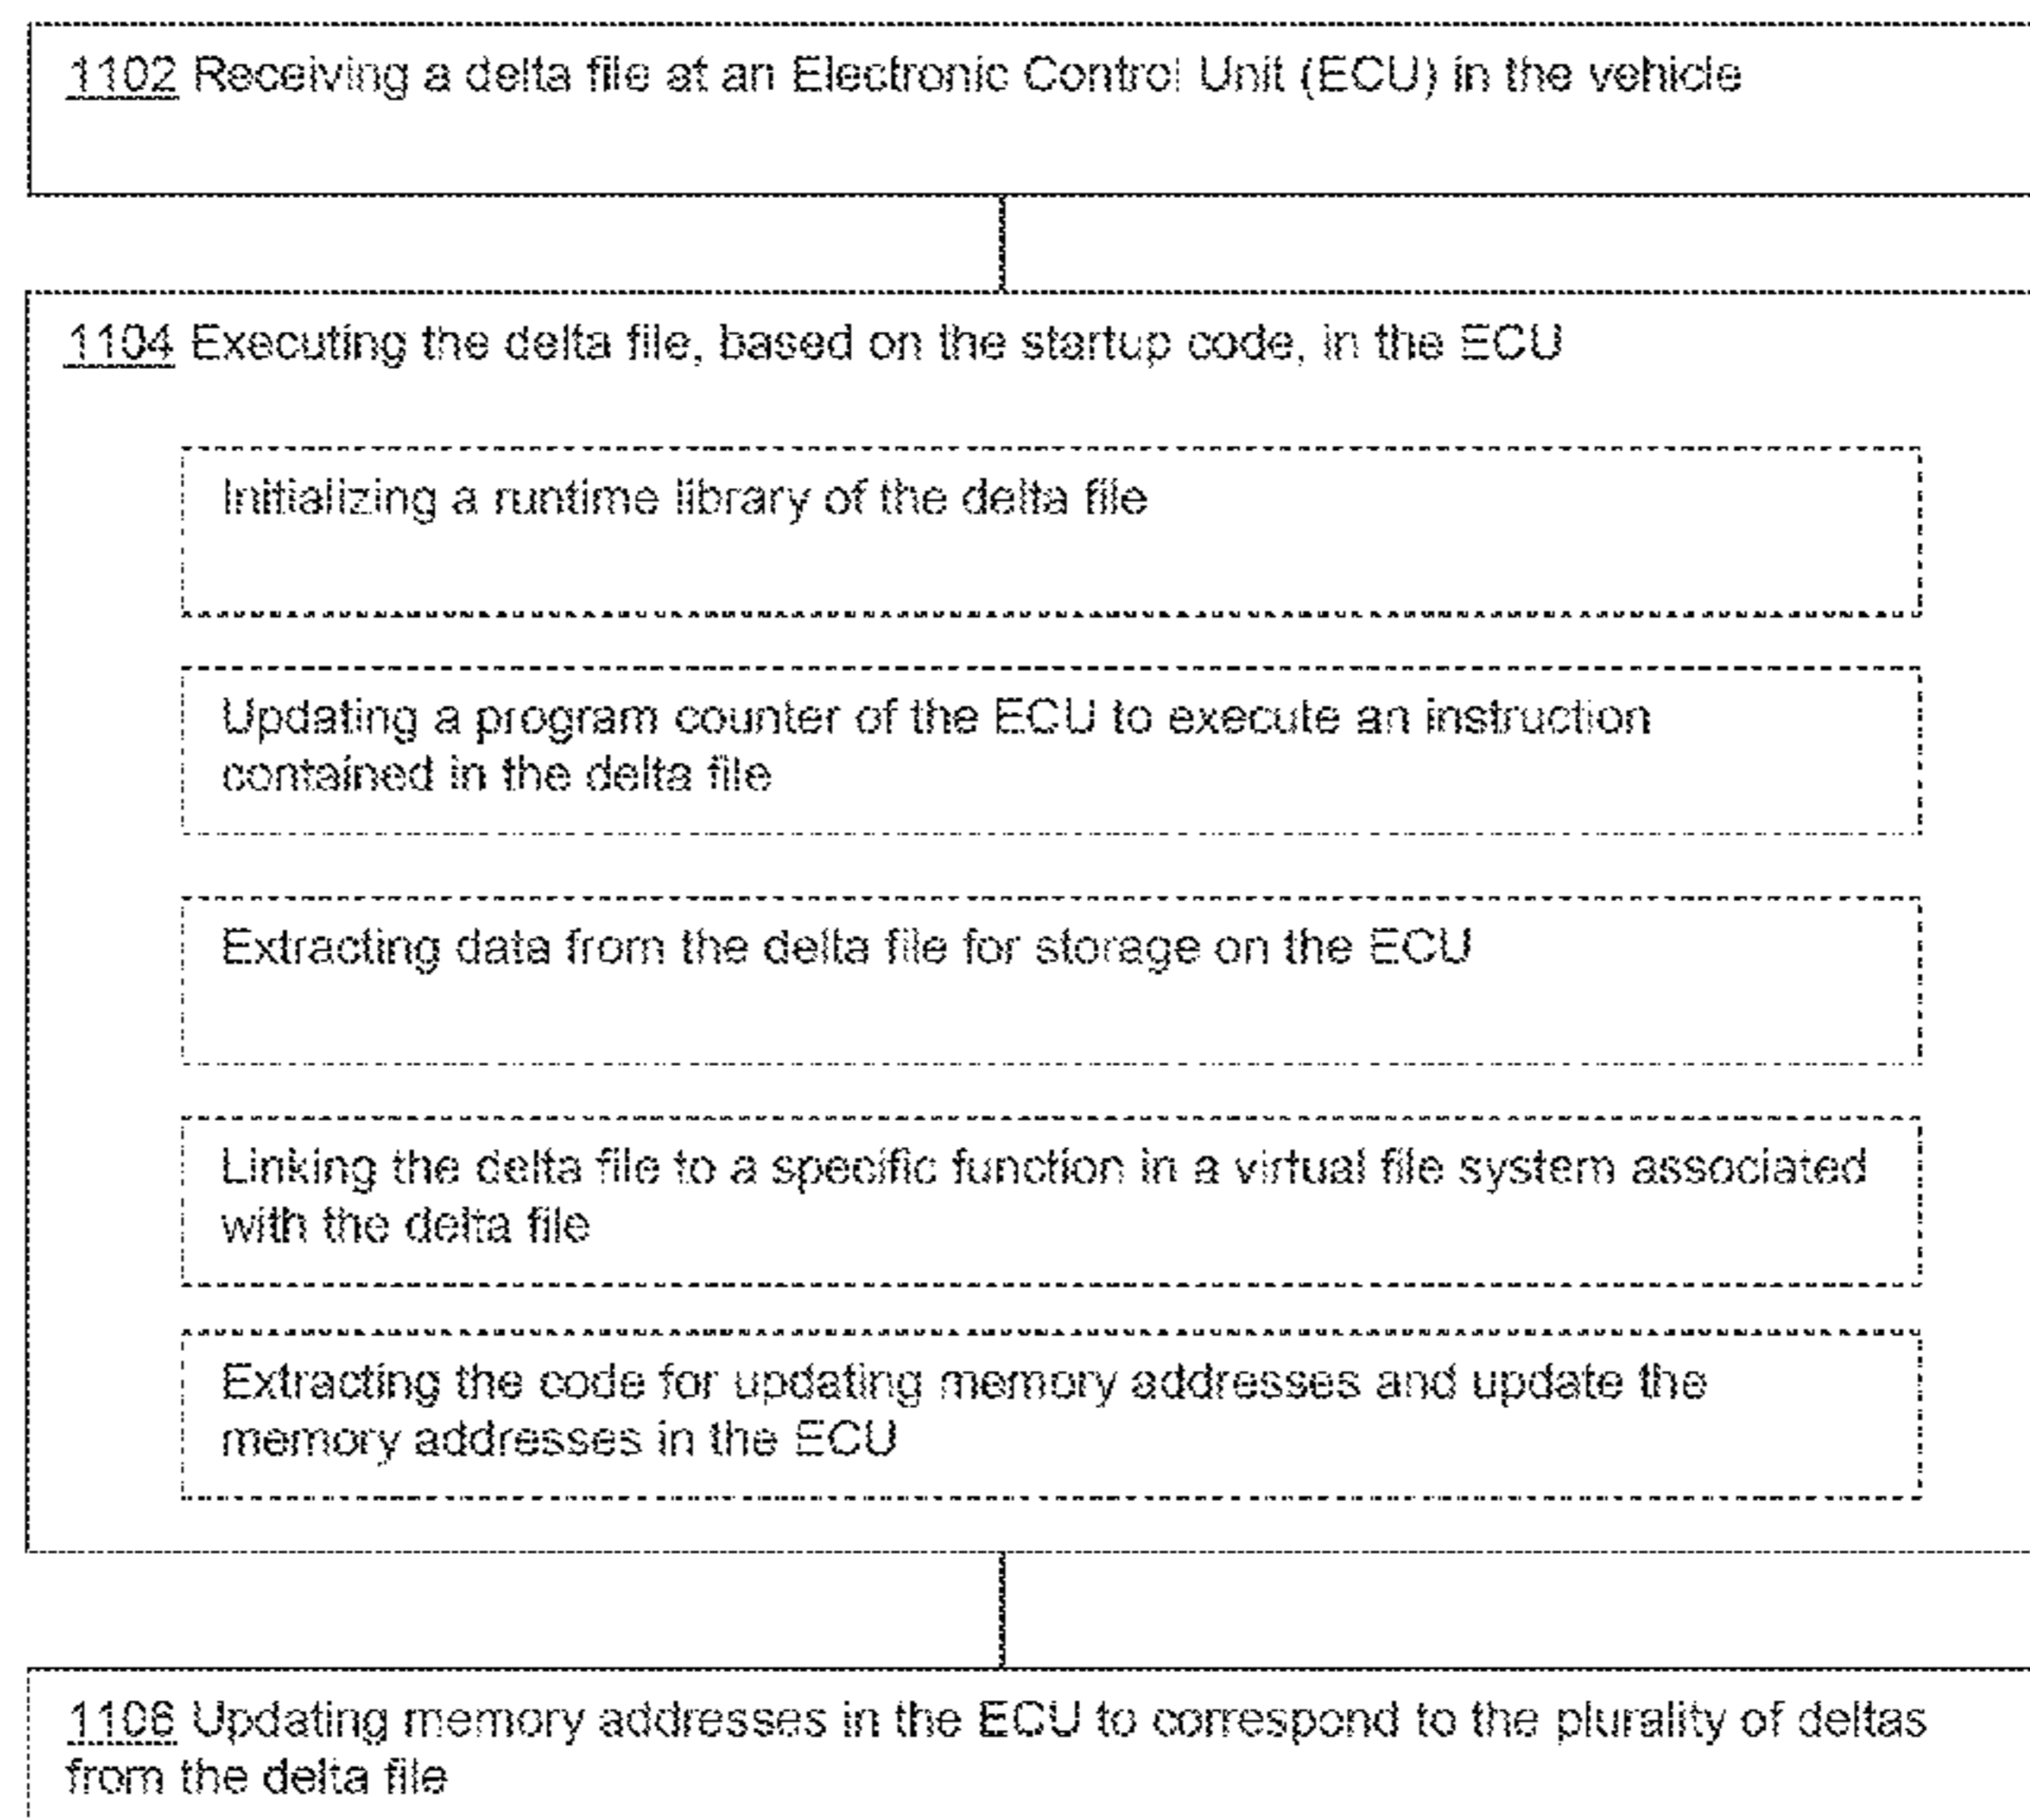 1102 Receiving a delta file at an Electronic Control Unit (ECU) in the vehicle
1104 Executing the delta file, based on the startup code, in the ECU
Initializing a runtime library of the delta file
Updating a program counter of the ECU to execute an instruction
contained in the delta file
Extracting data from the delta file for storage on the ECU
Linking the delta file to a specific function in a virtual file system associated
with the delta file
Extracting the code for updating memory addresses and update the
memory addresses in the ECU
1106 Updating memory addresses in the ECU to correspond to the plurality of deltas
from the delta file